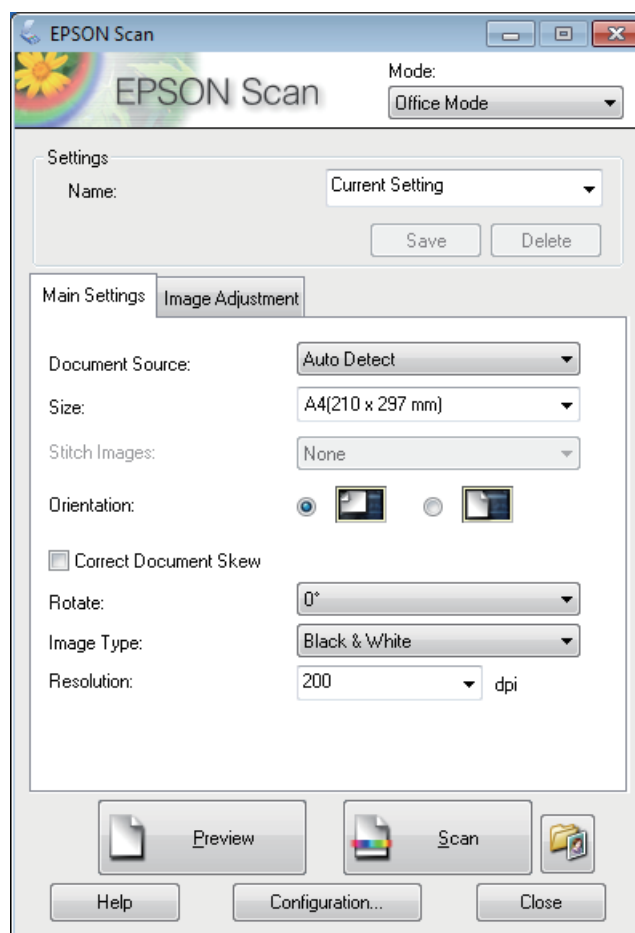 EPSON Scan
EPSON Scan
Mode:
Office Mode
Settings
Name:
Current Setting
Save
Delete
Main Settings
Image Adjustment
Document Source:
Auto Detect
Size:
A4(210 x 297 mm)
Stitch Images:
None
Orientation:
Correct Document Skew
Rotate:
0°
Image Type:
Black & White
Resolution:
200
dpi
Preview
Scan
Help
Configuration...
Close